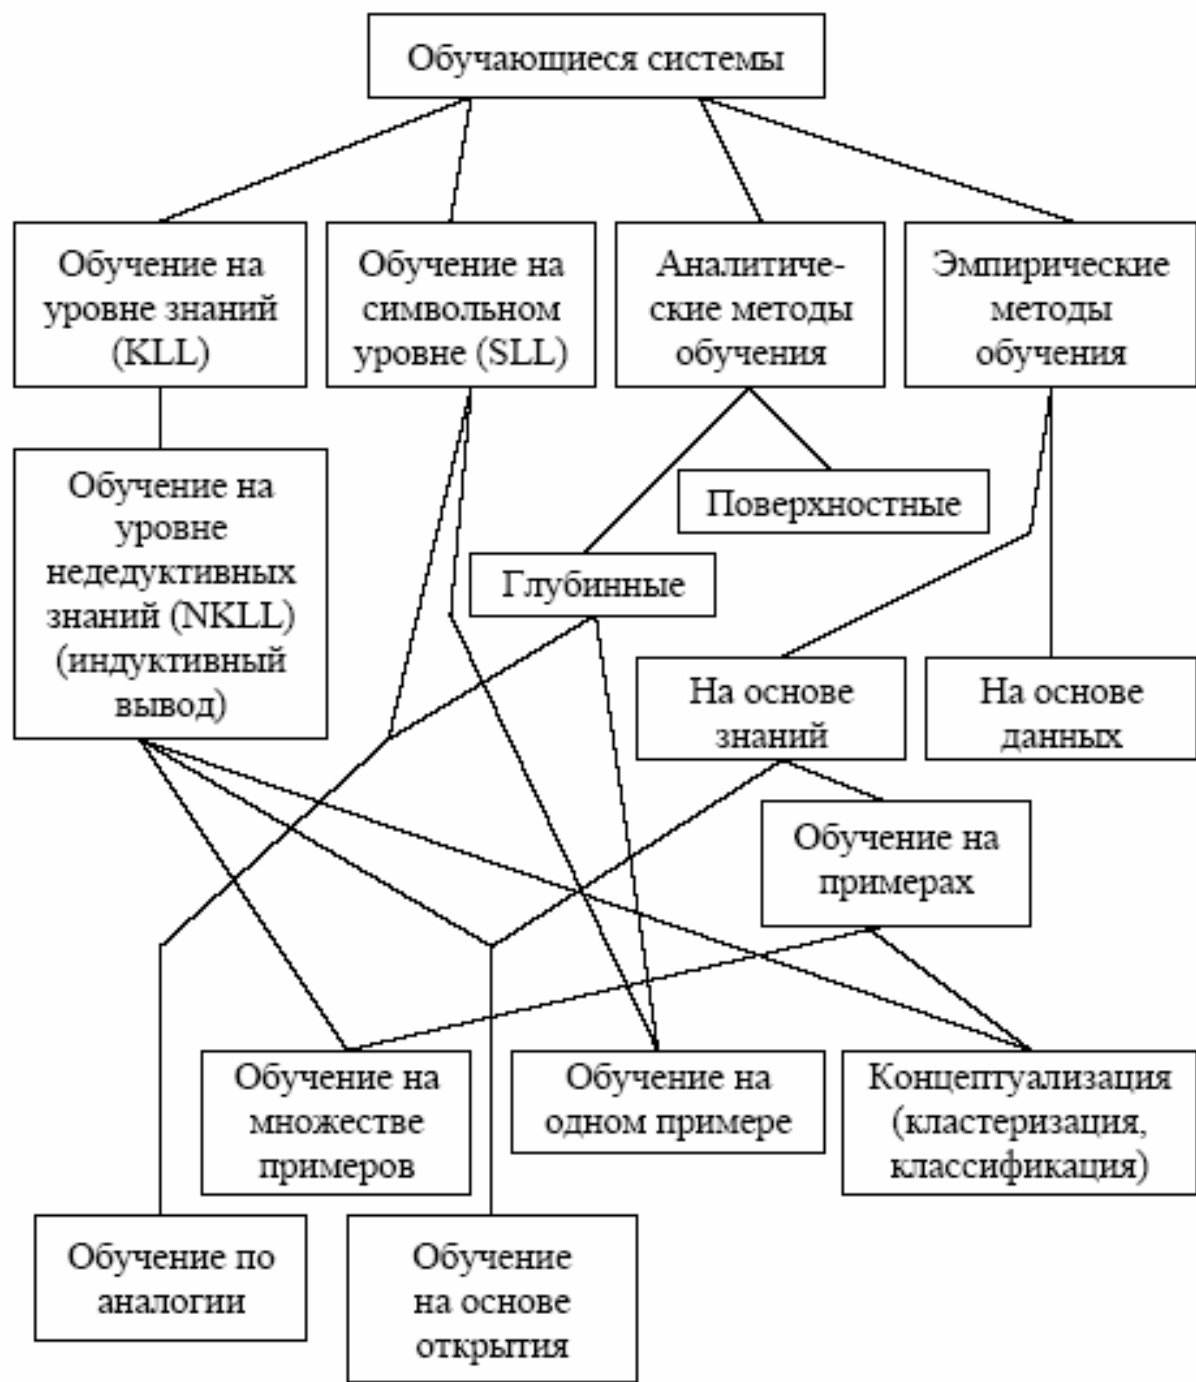 Обучающиеся системы
Обучение на
уровне знаний
(KLL)
Обучение на
символьном
уровне (SLL)
Аналитиче-
ские методы
обучения
Эмпирические
методы
обучения
Обучение на
уровне
недедуктивных
знаний (NKLL)
(индуктивный
вывод)
Поверхностные
Глубинные
На основе
знаний
На основе
данных
Обучение на
примерах
Обучение на
множестве
примеров
Обучение на
одном примере
Концептуализация
(кластеризация,
классификация)
Обучение по
аналогии
Обучение
на основе
открытия